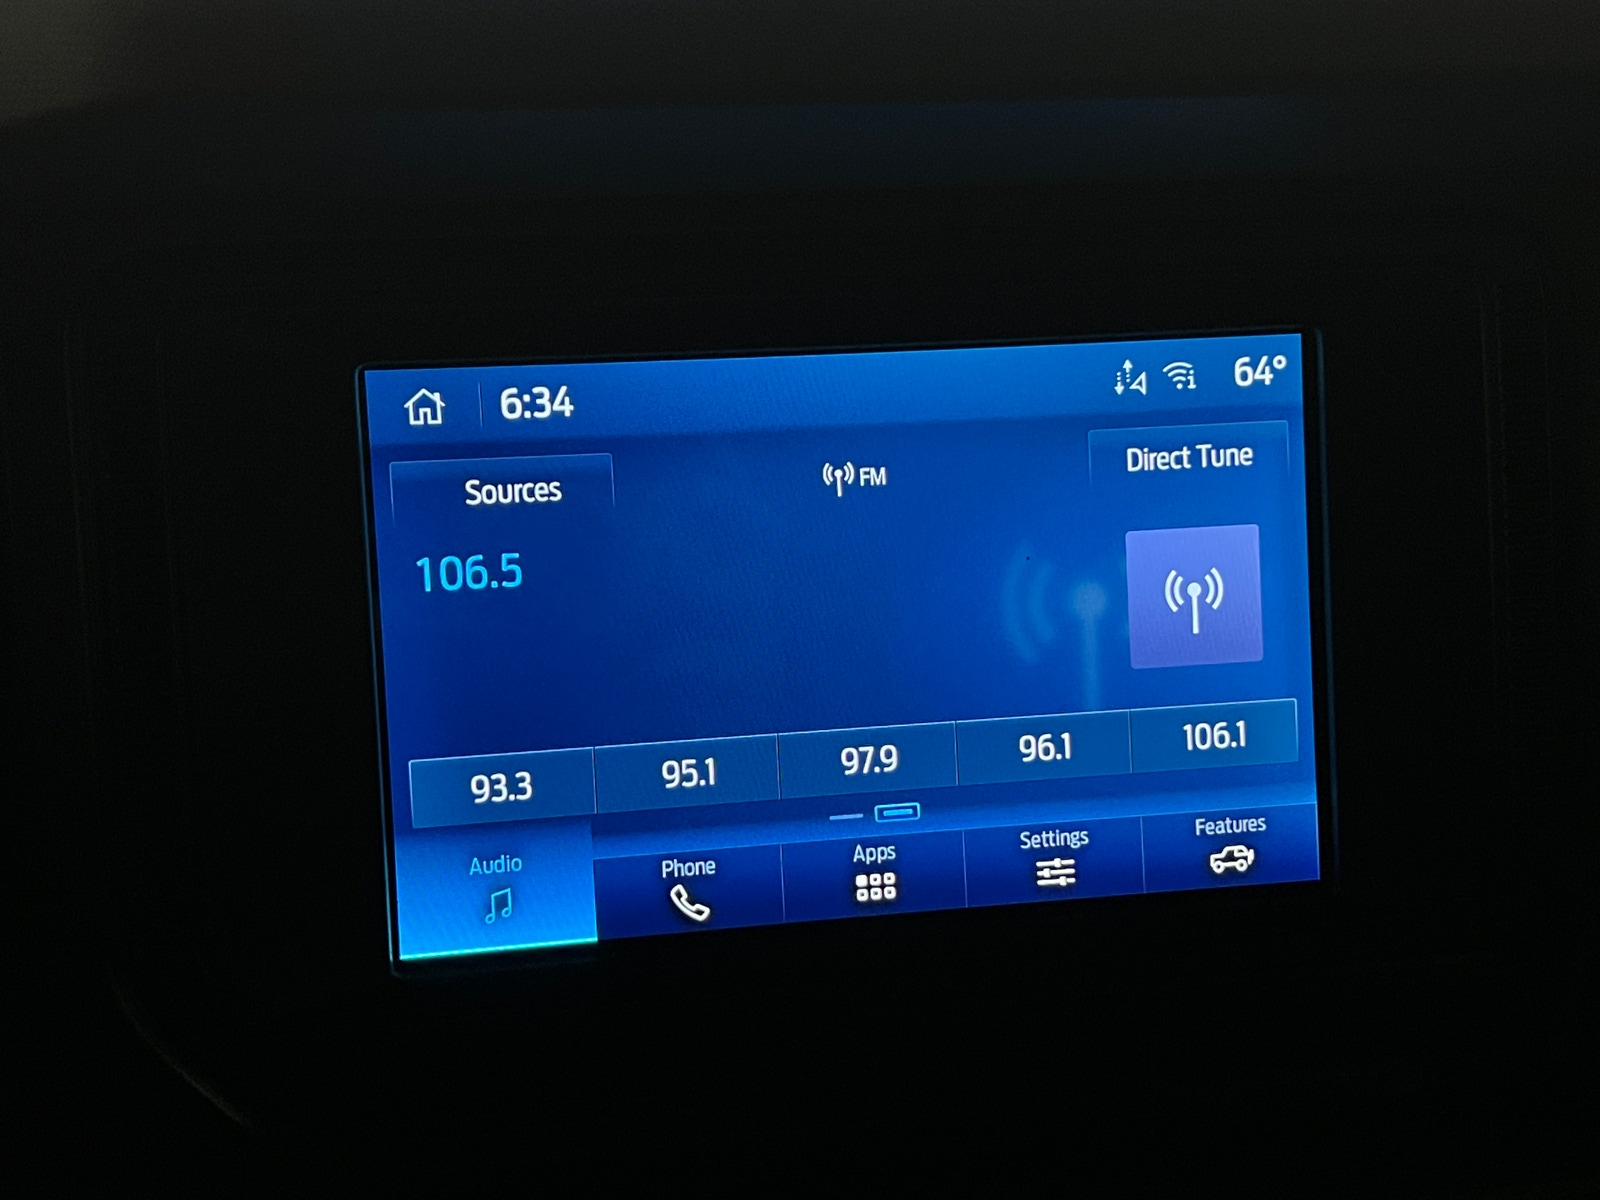 6:34
64°
Sources
FM
Direct Tune
106.5
93.3
95.1
97.9
96.1
106.1
Audio
Phone
Apps
Settings
Features